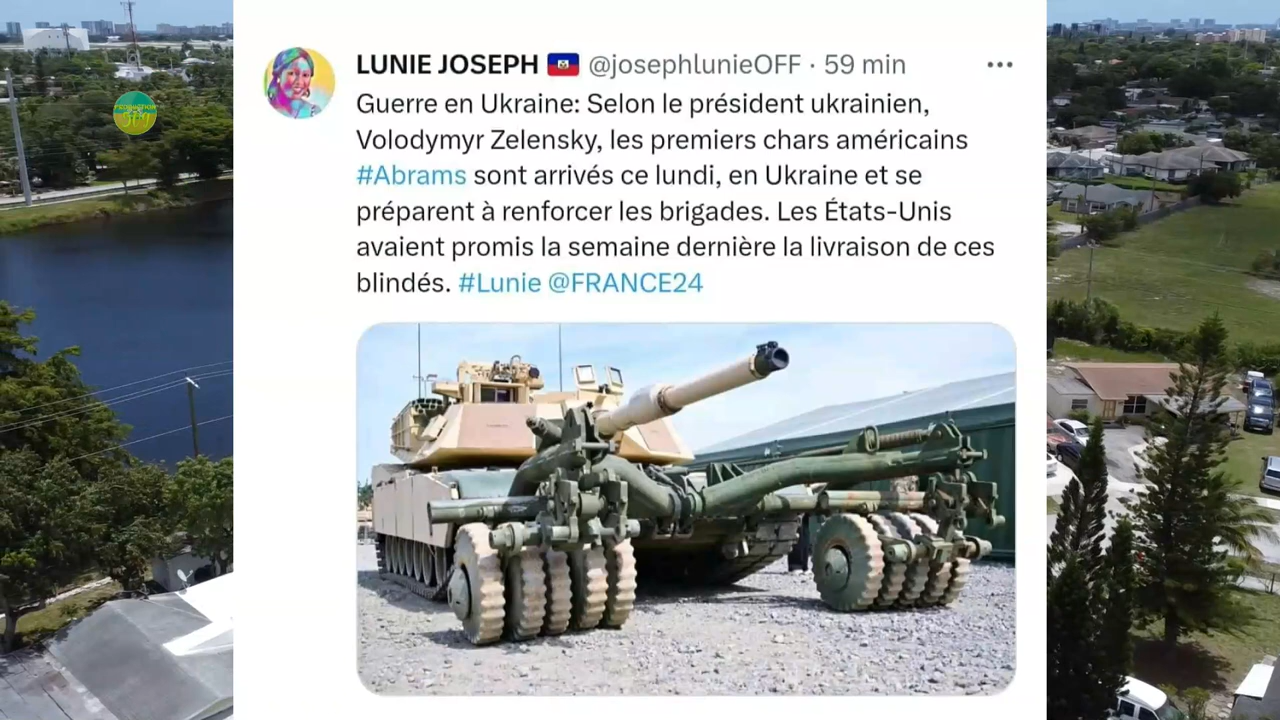 LUNIE JOSEPH 🇭🇹 @josephlunieOFF · 59 min
Guerre en Ukraine: Selon le président ukrainien,
Volodymyr Zelensky, les premiers chars américains
#Abrams sont arrivés ce lundi, en Ukraine et se
préparent à renforcer les brigades. Les États-Unis
avaient promis la semaine dernière la livraison de ces
blindés. #Lunie @FRANCE24